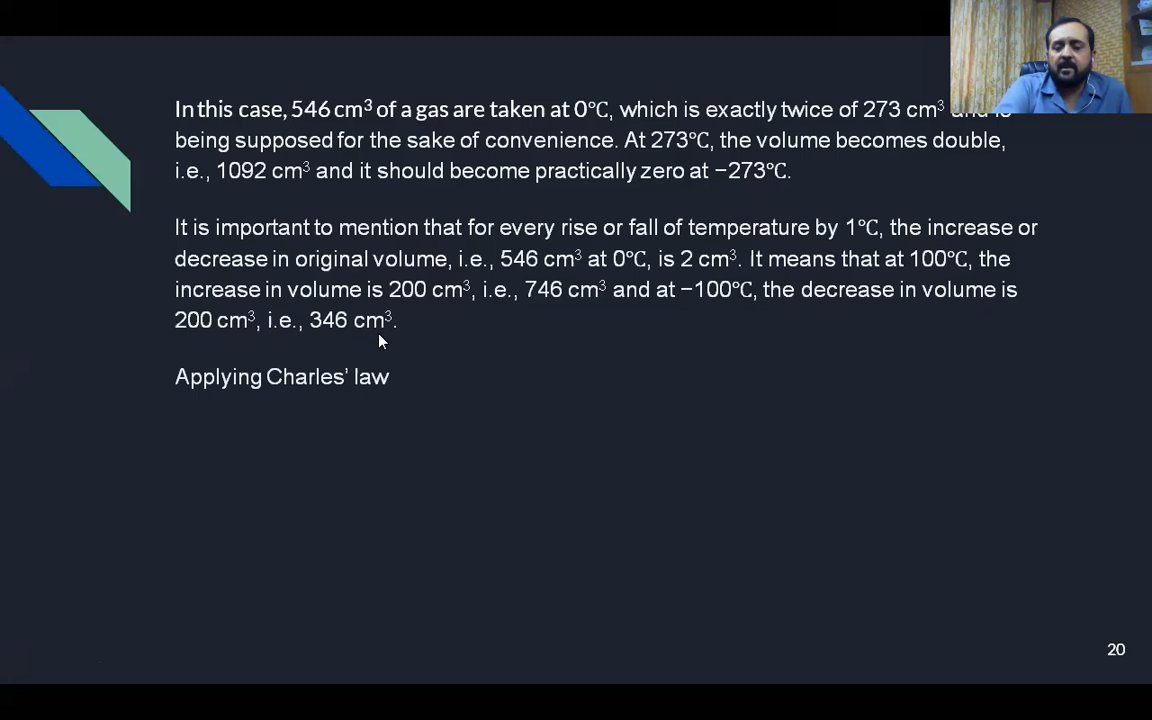 In this case, 546 cm³ of a gas are taken at 0℃, which is exactly twice of 273 cm³
being supposed for the sake of convenience. At 273℃, the volume becomes double,
i.e., 1092 cm³ and it should become practically zero at −273℃.
It is important to mention that for every rise or fall of temperature by 1℃, the increase or
decrease in original volume, i.e., 546 cm³ at 0℃, is 2 cm³. It means that at 100℃, the
increase in volume is 200 cm³, i.e., 746 cm³ and at −100℃, the decrease in volume is
200 cm³, i.e., 346 cm³.
Applying Charles’ law
20